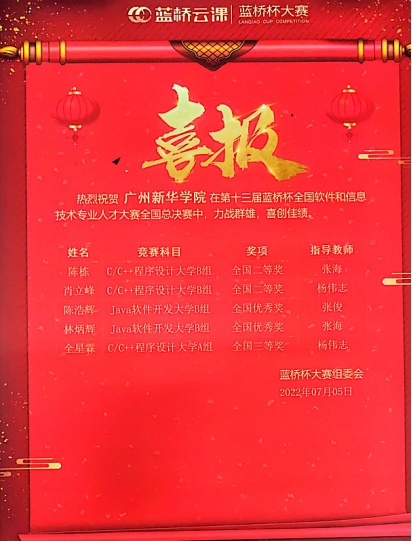 蓝桥云课 蓝桥杯大赛
LANQIAO CUP COMPETITION
喜报
热烈祝贺 广州新华学院 在第十三届蓝桥杯全国软件和信息
技术专业人才大赛全国总决赛中，力战群雄，喜创佳绩。
姓名 竞赛科目 奖项 指导教师
陈栋 C/C++程序设计大学B组 全国二等奖 张海
肖立峰 C/C++程序设计大学B组 全国二等奖 杨伟志
陈浩辉 Java软件开发大学B组 全国优秀奖 张俊
林炳辉 Java软件开发大学B组 全国优秀奖 张海
全星霖 C/C++程序设计大学A组 全国三等奖 杨伟志
蓝桥杯大赛组委会
2022年07月05日